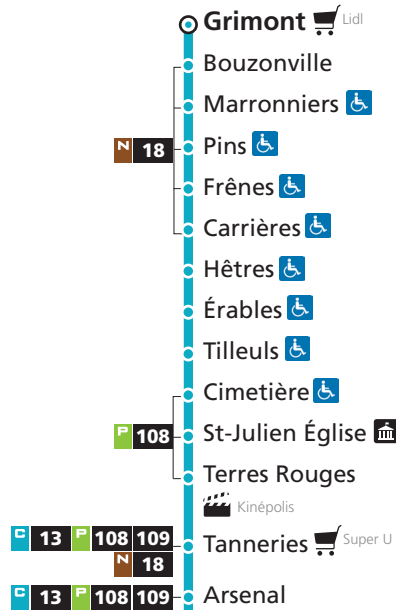 Grimont Lidl
Bouzonville
Marronniers
N 18 Pins
Frênes
Carrières
Hêtres
Érables
Tilleuls
Cimetière
P 108 St-Julien Église
Terres Rouges
Kinépolis
C 13 P 108 109 Tanneries Super U
N 18
C 13 P 108 109 Arsenal